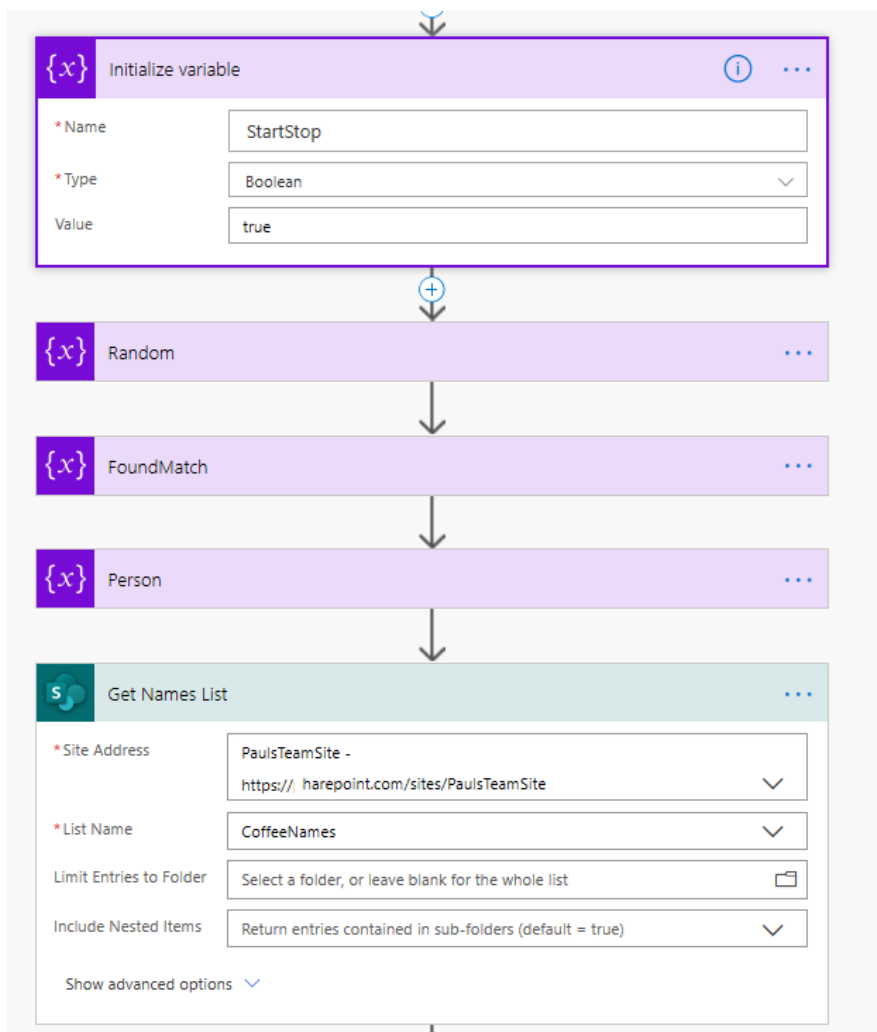 {x} Initialize variable
* Name StartStop
* Type Boolean
Value true
{x} Random
{x} FoundMatch
{x} Person
S Get Names List
* Site Address PaulsTeamSite -
https:// harepoint.com/sites/PaulsTeamSite
* List Name CoffeeNames
Limit Entries to Folder Select a folder, or leave blank for the whole list
Include Nested Items Return entries contained in sub-folders (default = true)
Show advanced options